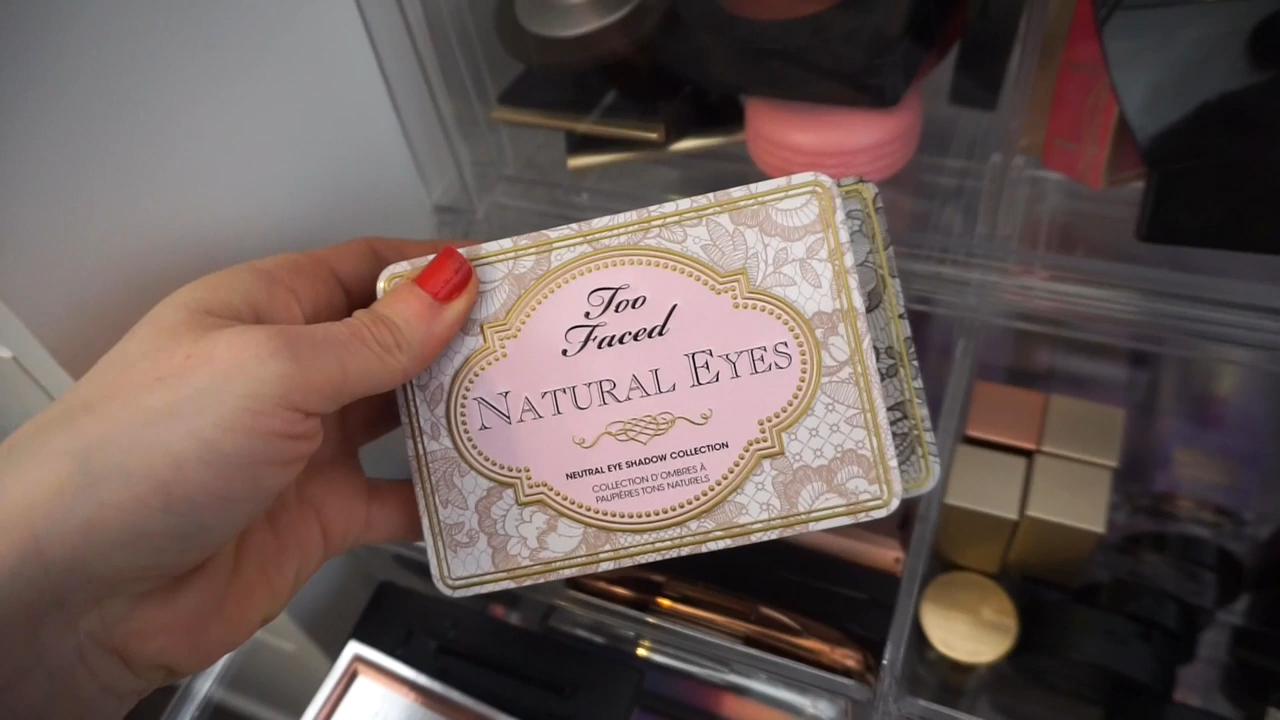 Too
Faced
NATURAL EYES
NEUTRAL EYE SHADOW COLLECTION
COLLECTION D'OMBRES À
PAUPIÈRES TONS NATURELS